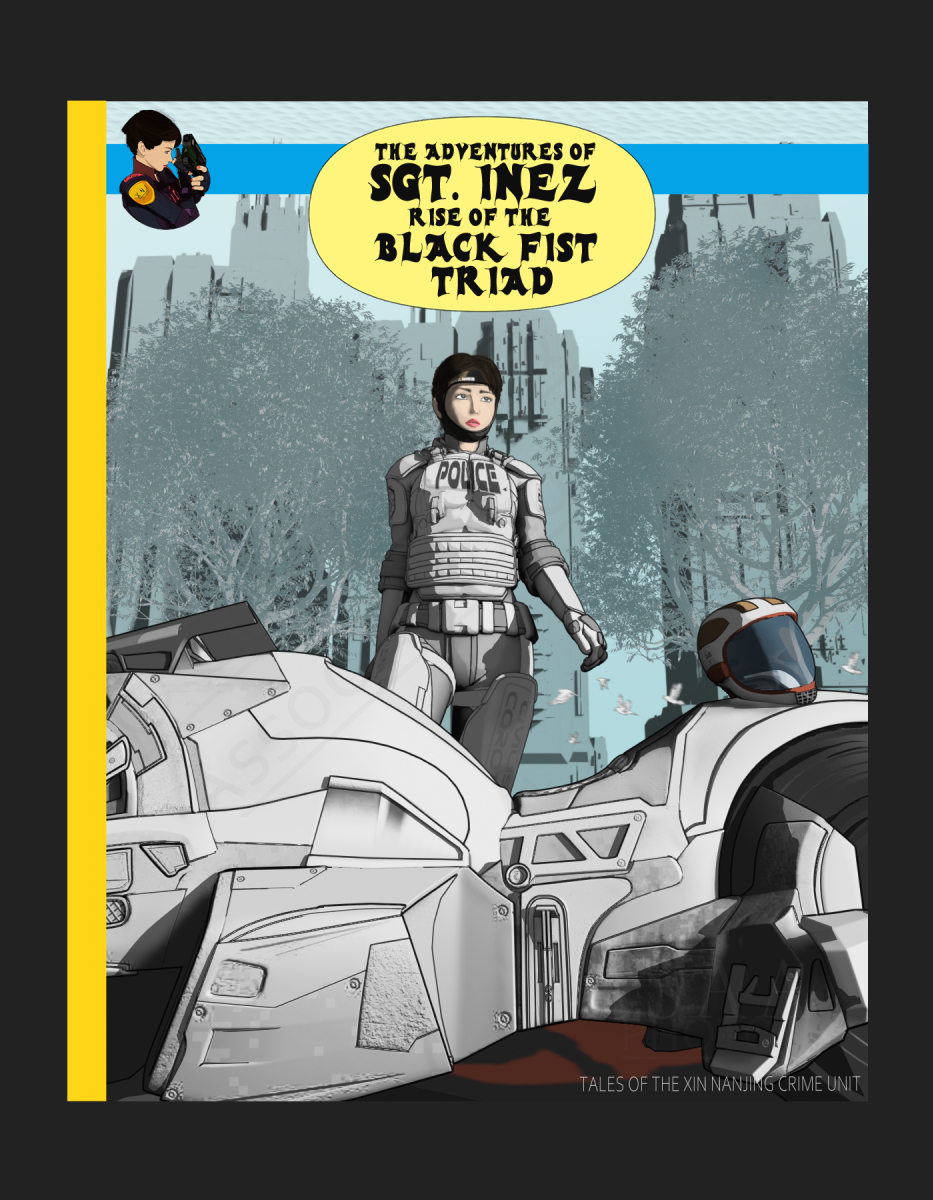 THE ADVENTURES OF
SGT. INEZ
RISE OF THE
BLACK FIST
TRIAD
POLICE
TALES OF THE XIN NANJING CRIME UNIT